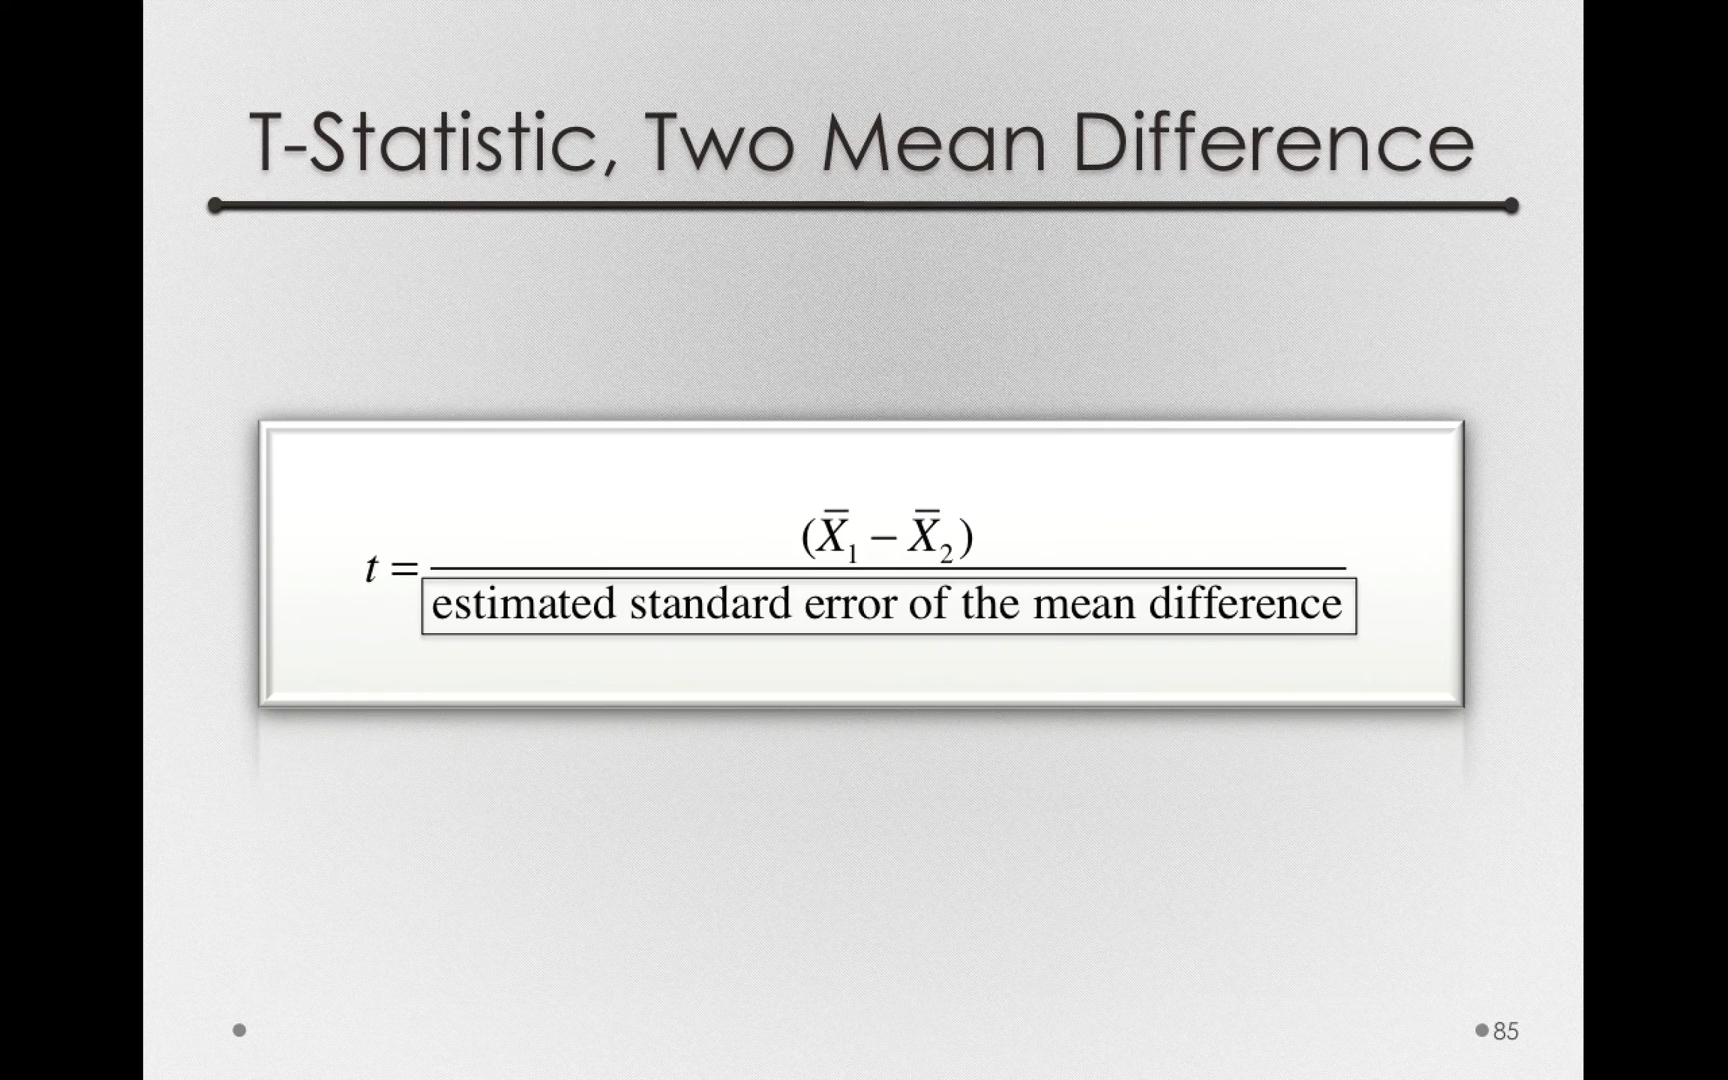 T-Statistic, Two Mean Difference
t = (X̄₁ − X̄₂)
estimated standard error of the mean difference
85